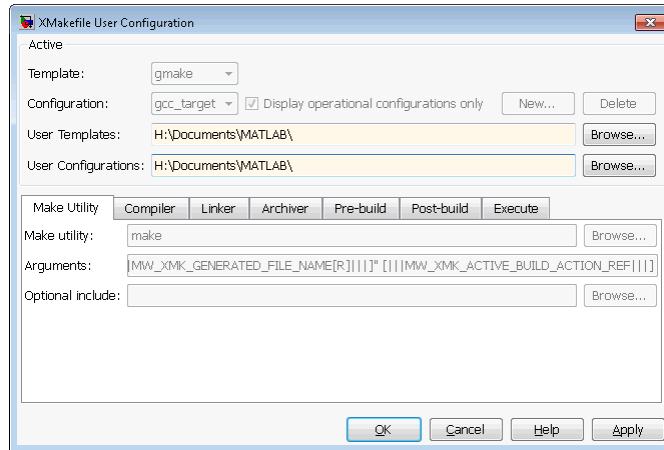 XMakefile User Configuration
Active
Template: gmake
Configuration: gcc_target Display operational configurations only New... Delete
User Templates: H:\Documents\MATLAB\ Browse...
User Configurations: H:\Documents\MATLAB\ Browse...
Make Utility Compiler Linker Archiver Pre-build Post-build Execute
Make utility: make Browse...
Arguments: |MW_XMK_GENERATED_FILE_NAME[R]|||]" [|||MW_XMK_ACTIVE_BUILD_ACTION_REF|||]
Optional include: Browse...
OK Cancel Help Apply